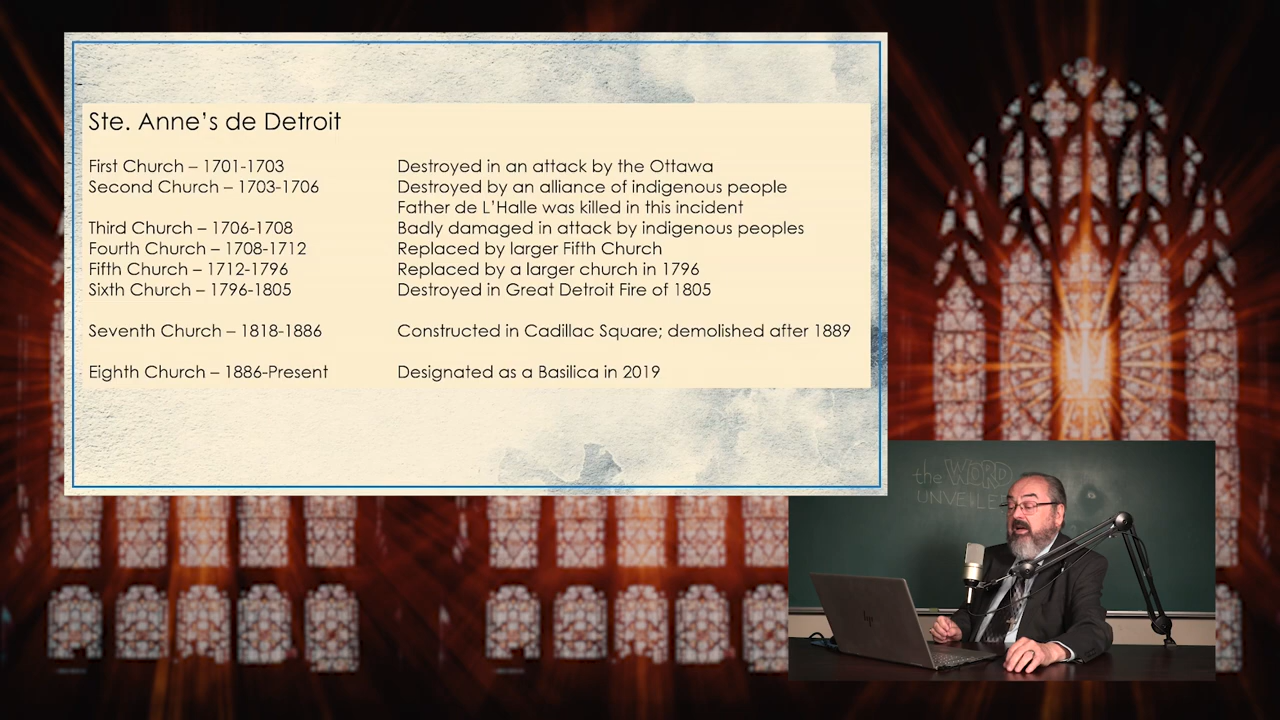 Ste. Anne's de Detroit
First Church – 1701-1703 Destroyed in an attack by the Ottawa
Second Church – 1703-1706 Destroyed by an alliance of indigenous people
Father de L'Halle was killed in this incident
Third Church – 1706-1708 Badly damaged in attack by indigenous peoples
Fourth Church – 1708-1712 Replaced by larger Fifth Church
Fifth Church – 1712-1796 Replaced by a larger church in 1796
Sixth Church – 1796-1805 Destroyed in Great Detroit Fire of 1805
Seventh Church – 1818-1886 Constructed in Cadillac Square; demolished after 1889
Eighth Church – 1886-Present Designated as a Basilica in 2019
the WORD
UNVEILE
hp